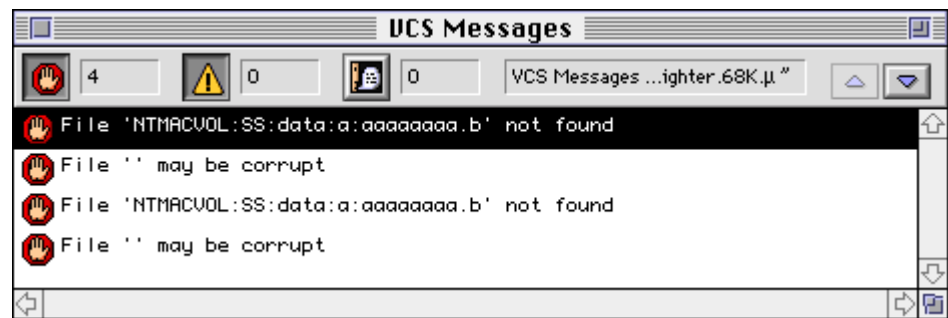 VCS Messages
4
0
0
VCS Messages ...ighter.68K.µ ”
File 'NTMACVOL:SS:data:a:aaaaaaaa.b' not found
File '' may be corrupt
File 'NTMACVOL:SS:data:a:aaaaaaaa.b' not found
File '' may be corrupt